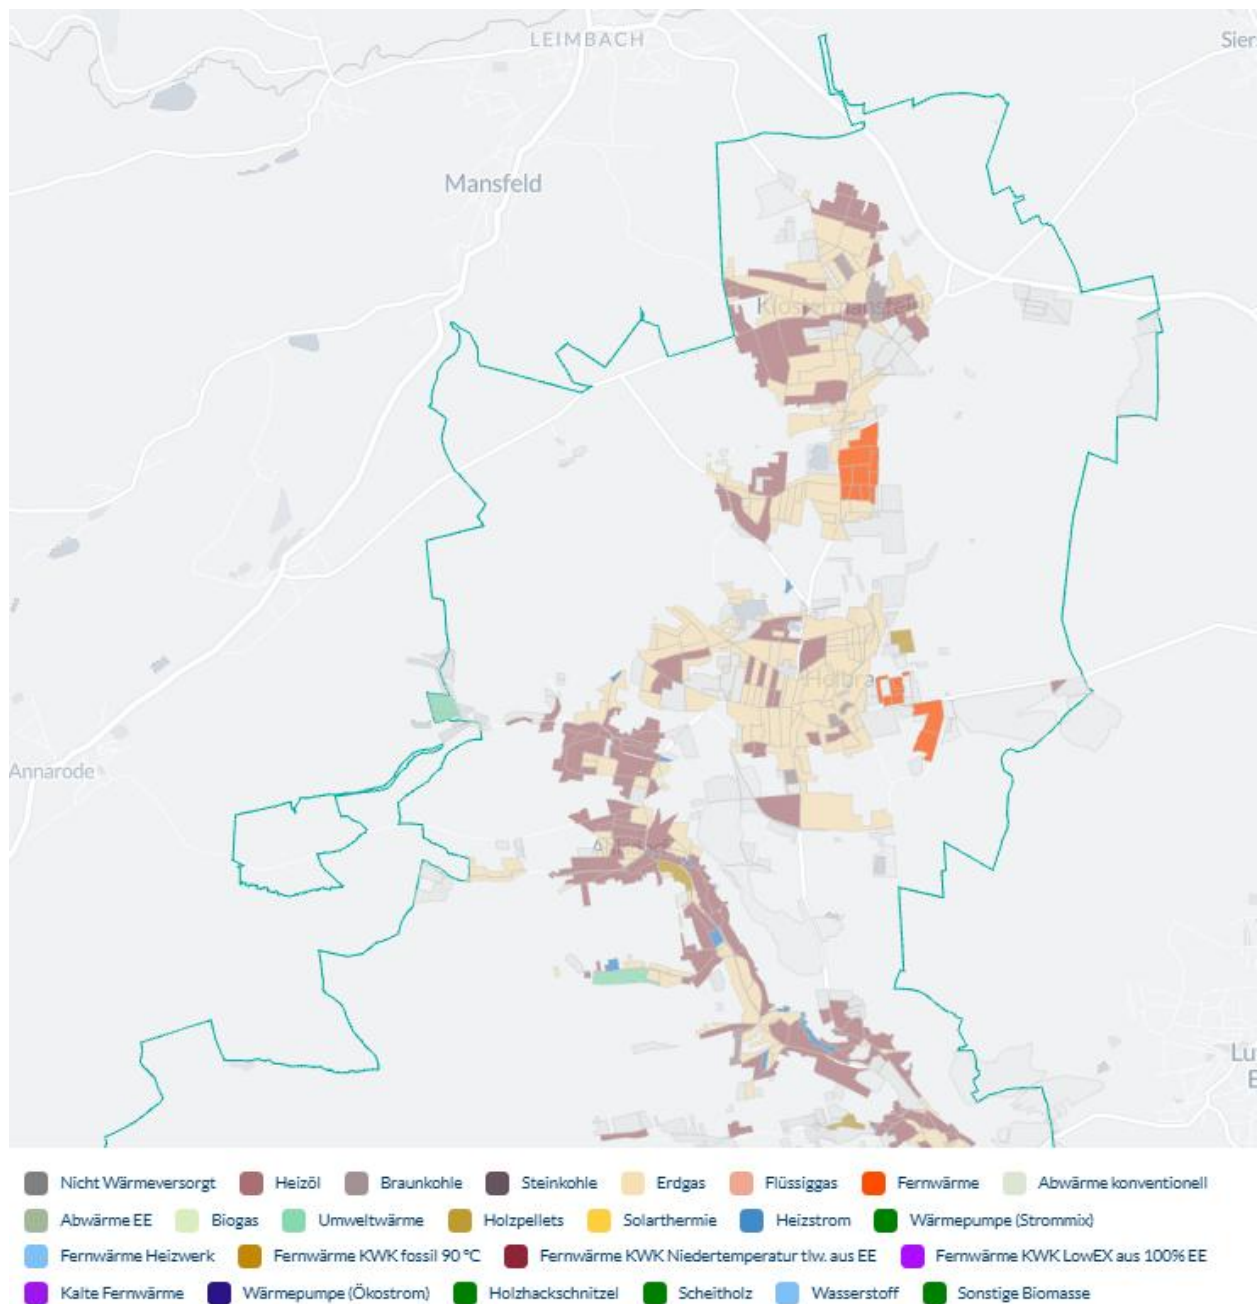 LEIMBACH
Sier
Mansfeld
Klostermansfeld
Helbra
Annarode
Lu
E
Nicht Wärmeversorgt Heizöl Braunkohle Steinkohle Erdgas Flüssiggas Fernwärme Abwärme konventionell
Abwärme EE Biogas Umweltwärme Holzpellets Solarthermie Heizstrom Wärmepumpe (Strommix)
Fernwärme Heizwerk Fernwärme KWK fossil 90 °C Fernwärme KWK Niedertemperatur tlw. aus EE Fernwärme KWK LowEX aus 100% EE
Kalte Fernwärme Wärmepumpe (Ökostrom) Holzhackschnitzel Scheitholz Wasserstoff Sonstige Biomasse